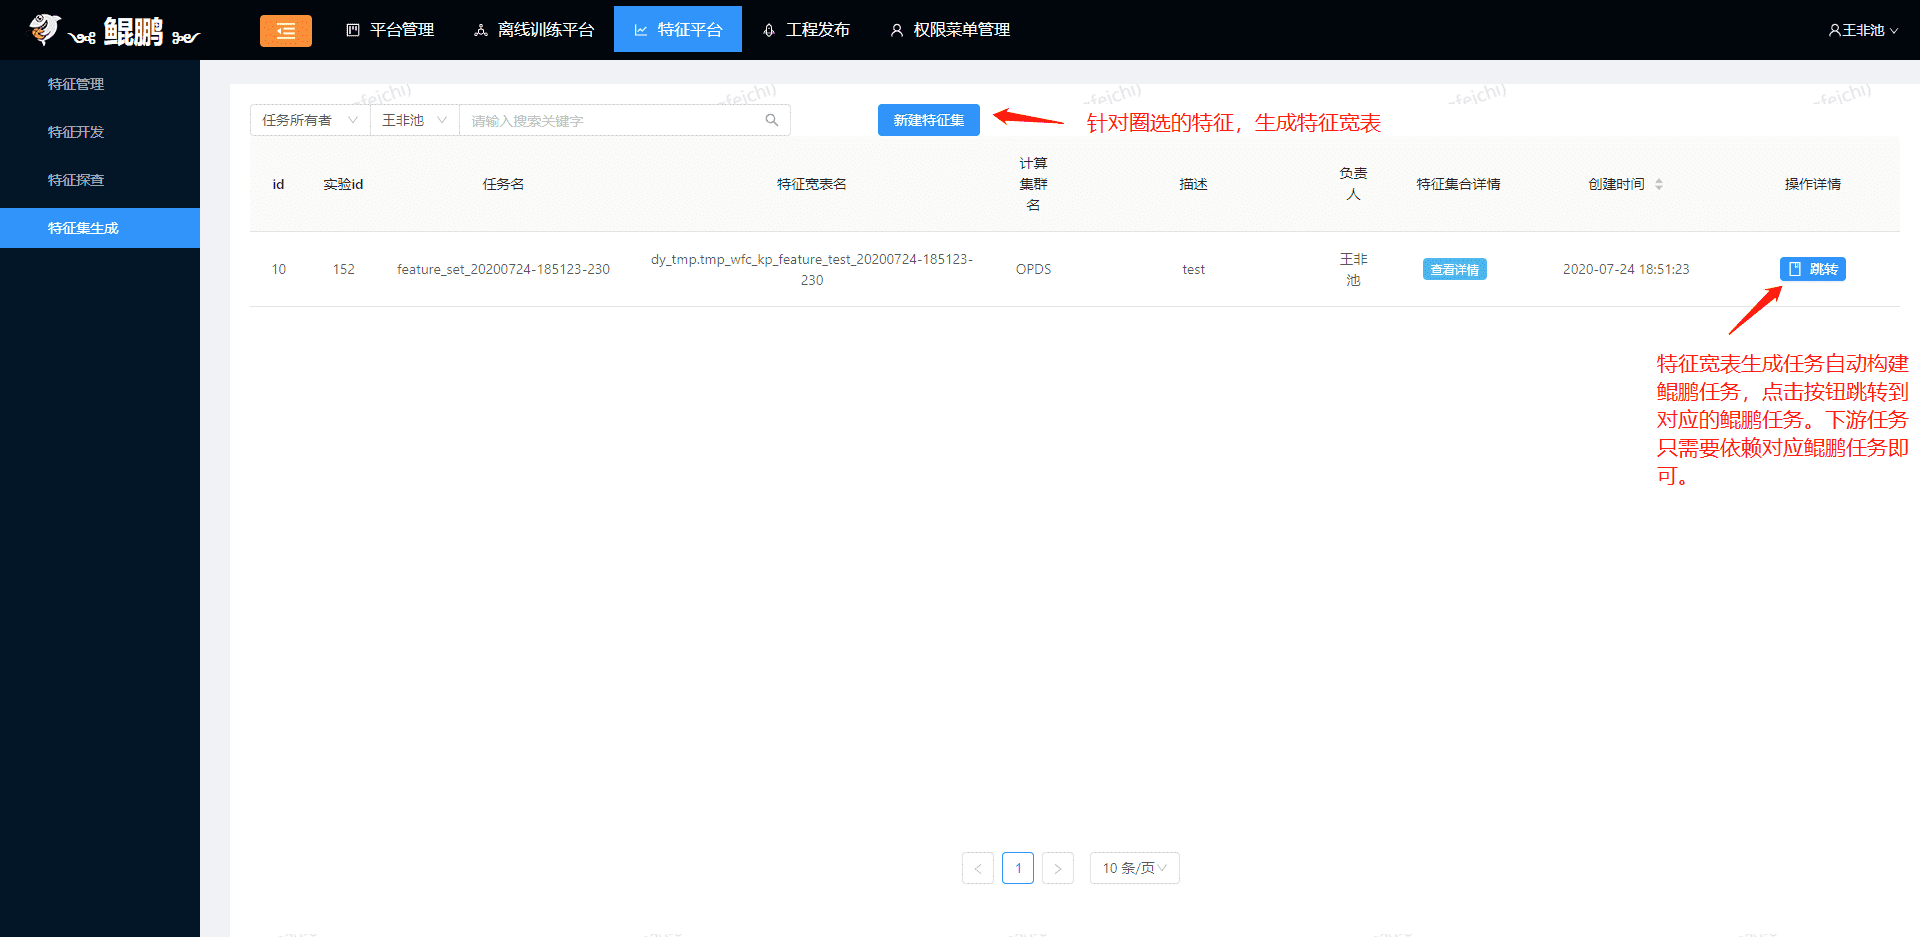 鲲鹏
平台管理
离线训练平台
特征平台
工程发布
权限菜单管理
王非池
特征管理
特征开发
特征探查
特征集生成
任务所有者
王非池
请输入搜索关键字
新建特征集
针对圈选的特征，生成特征宽表
id
实验id
任务名
特征宽表名
计算
集群
名
描述
负责
人
特征集合详情
创建时间
操作详情
10
152
feature_set_20200724-185123-230
dy_tmp.tmp_wfc_kp_feature_test_20200724-185123-
230
OPDS
test
王非
池
查看详情
2020-07-24 18:51:23
跳转
特征宽表生成任务自动构建
鲲鹏任务，点击按钮跳转到
对应的鲲鹏任务。下游任务
只需要依赖对应鲲鹏任务即
可。
1
10 条/页